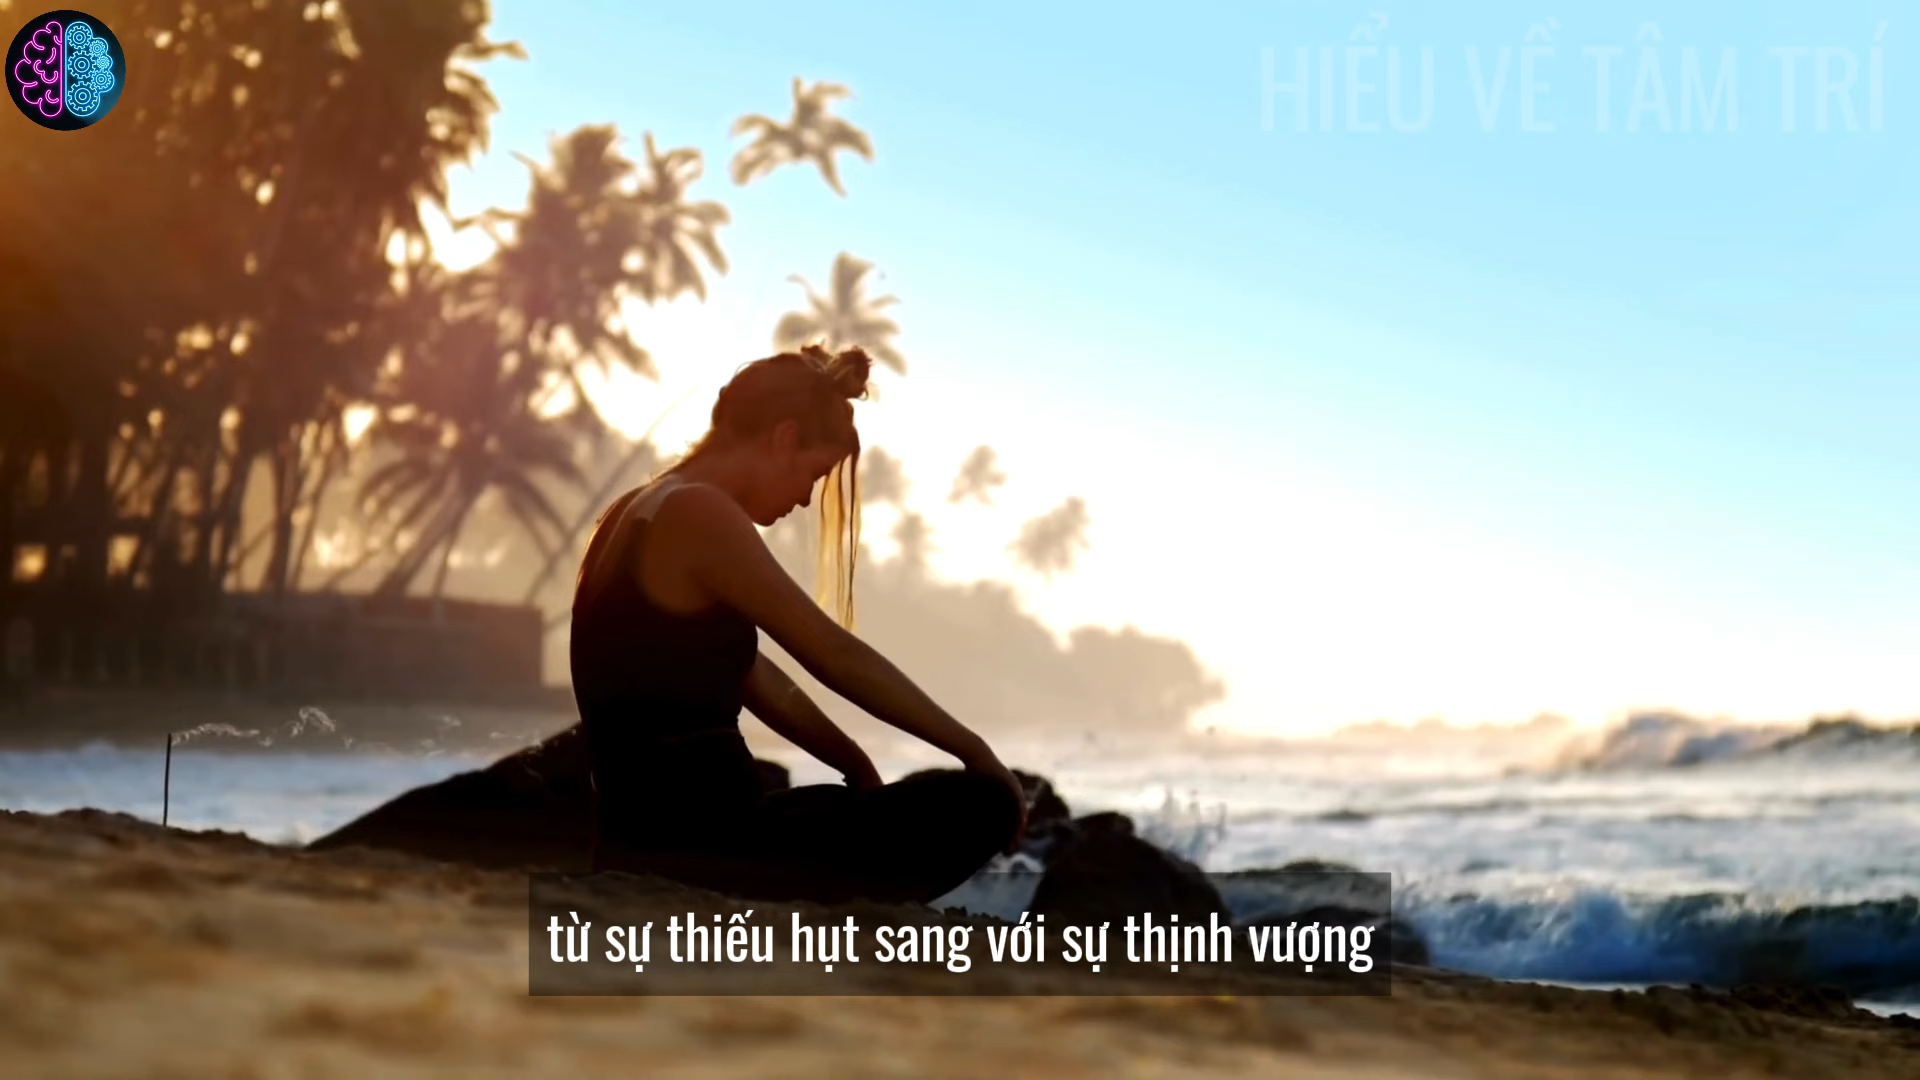 HIỂU VỀ TÂM TRÍ
từ sự thiếu hụt sang với sự thịnh vượng